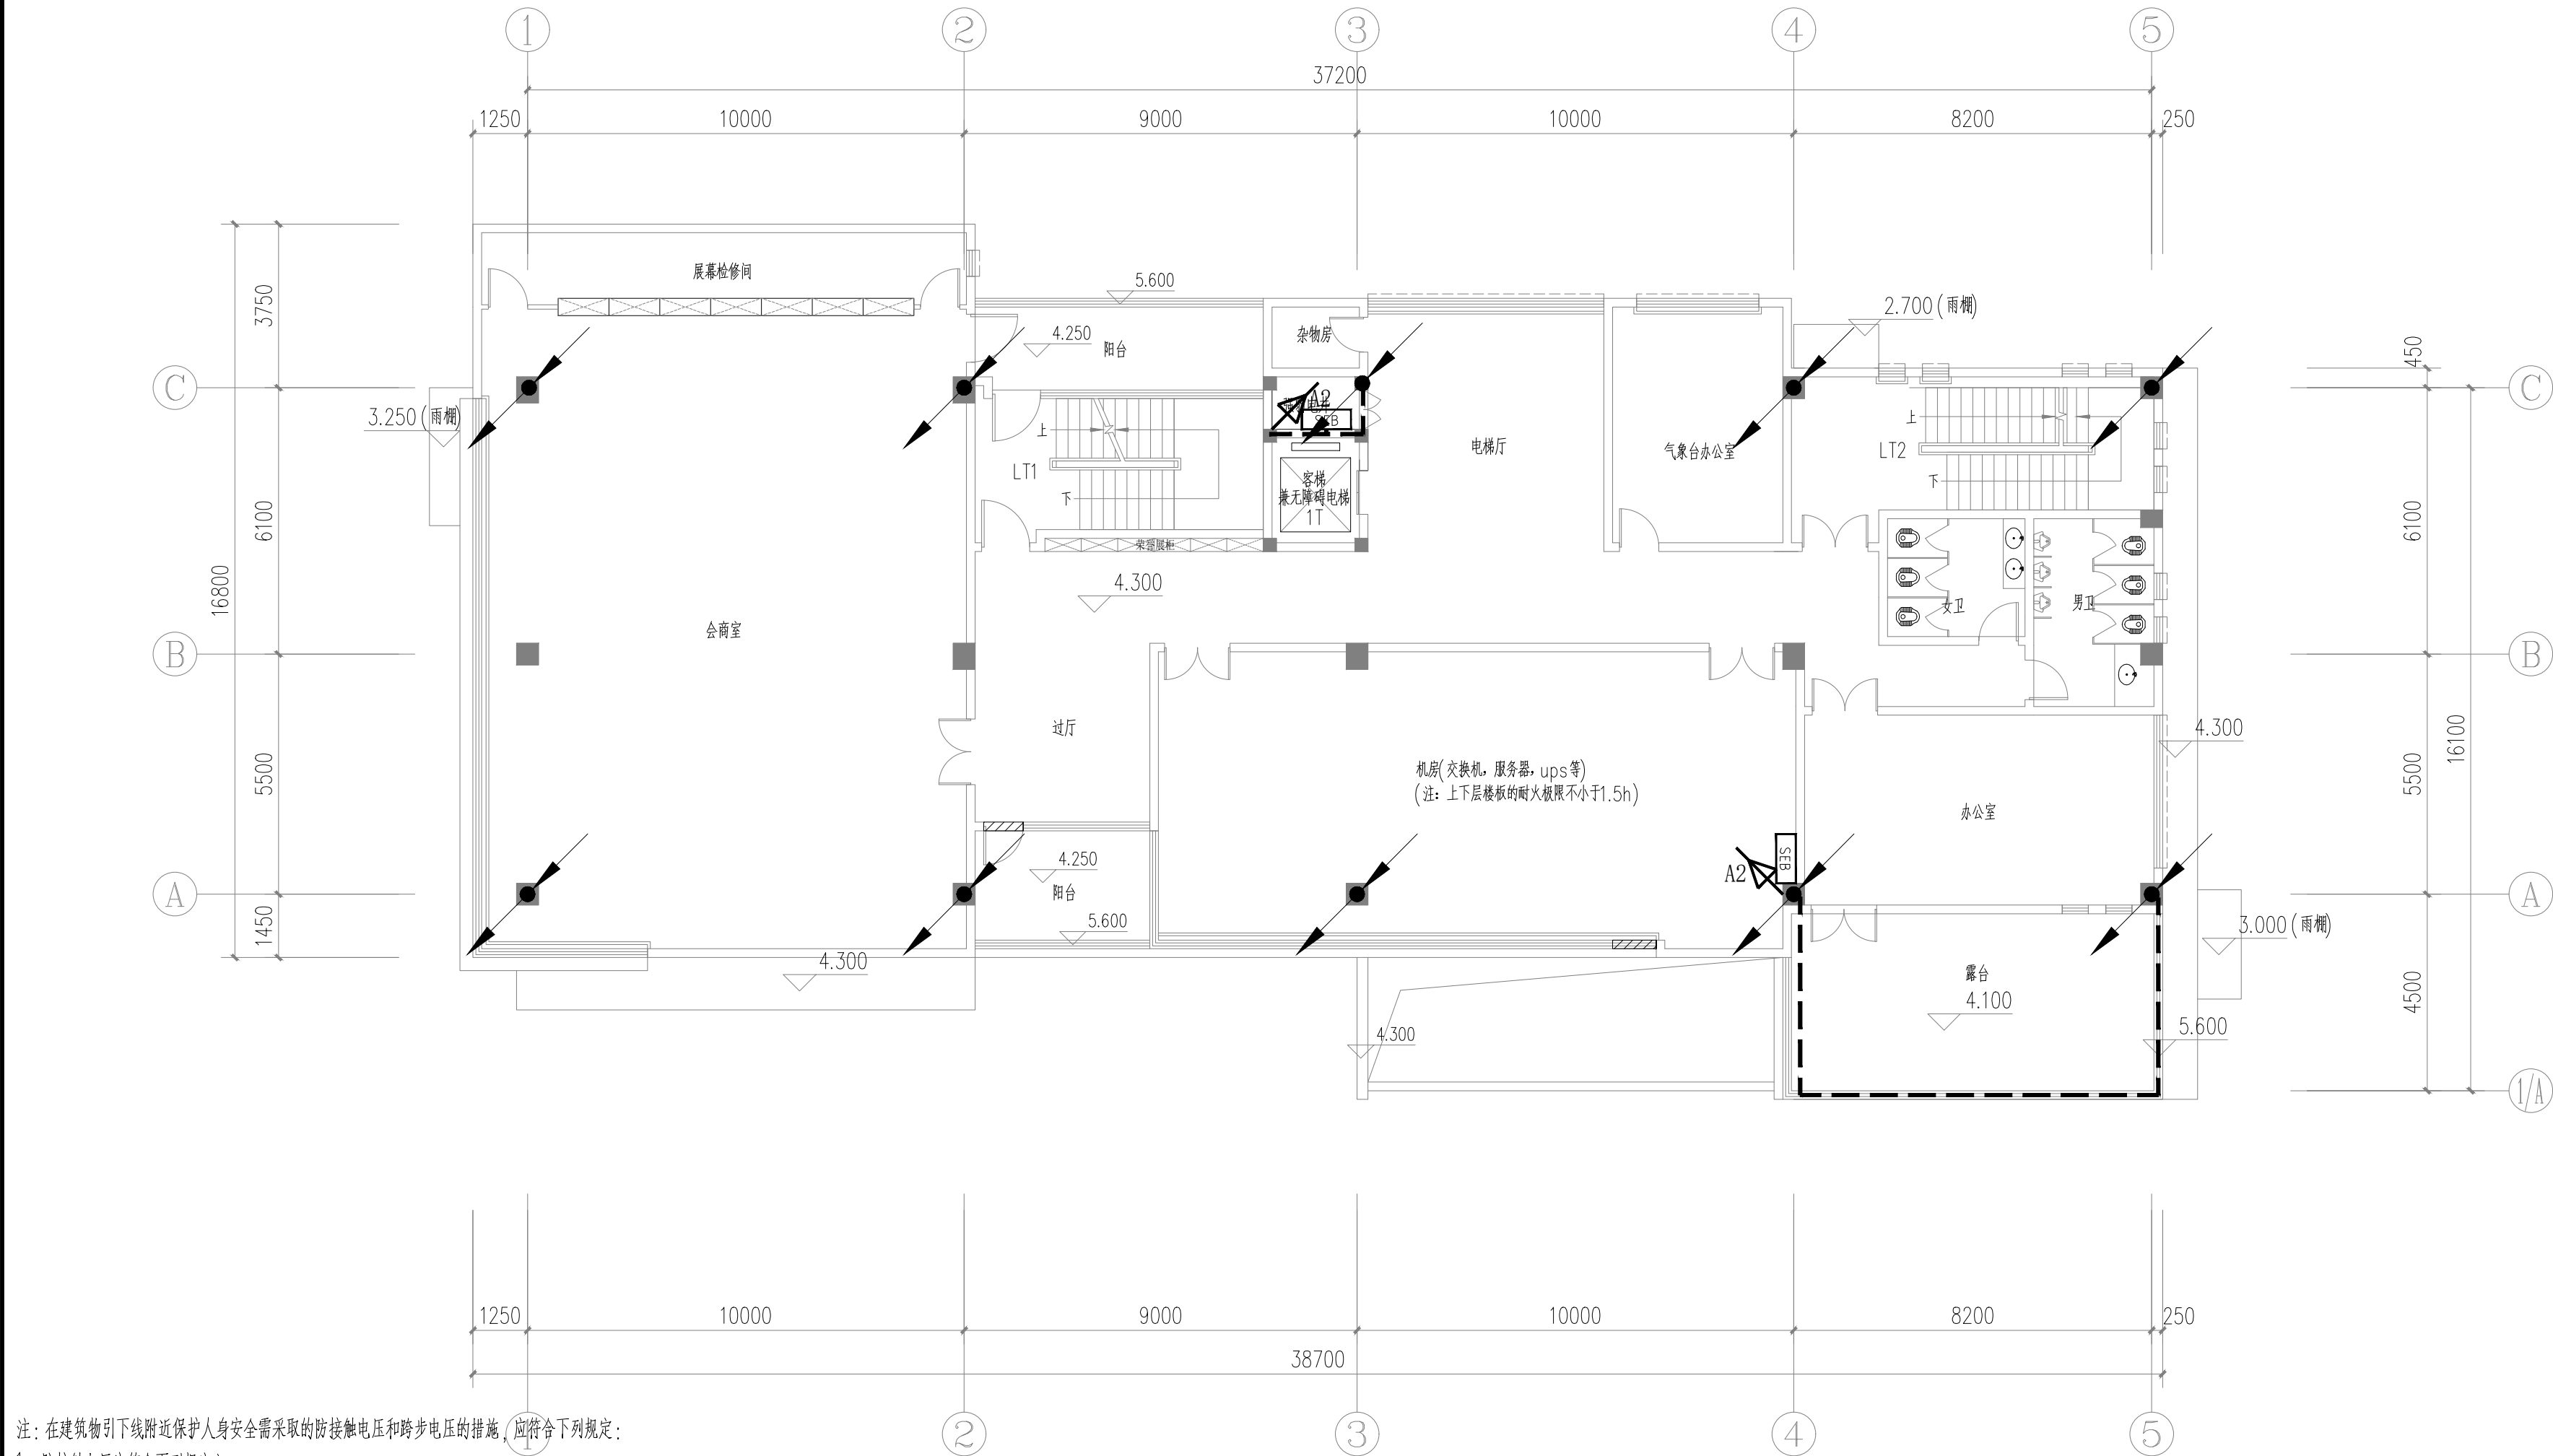 1 2 3 4 5
37200
1250 10000 9000 10000 8200 250
展幕检修间
5.600
2.700(雨棚)
4.250
阳台
杂物房
3750
450
C
C
3.250(雨棚)
A2
SEB
上
LT1
下
电梯厅
气象台办公室
上
LT2
下
客梯
兼无障碍电梯
1T
6100
6100
荣誉展柜
4.300
16800
会商室
女卫
男卫
B
B
过厅
4.300
16100
机房(交换机，服务器，ups等)
(注：上下层楼板的耐火极限不小于1.5h)
5500
5500
办公室
SEB
A2
4.250
阳台
A
A
5.600
1450
3.000(雨棚)
4.300
露台
4.100
4500
4.300
5.600
1/A
1250 10000 9000 10000 8200 250
38700
注：在建筑物引下线附近保护人身安全需采取的防接触电压和跨步电压的措施，应符合下列规定：
1 2 3 4 5